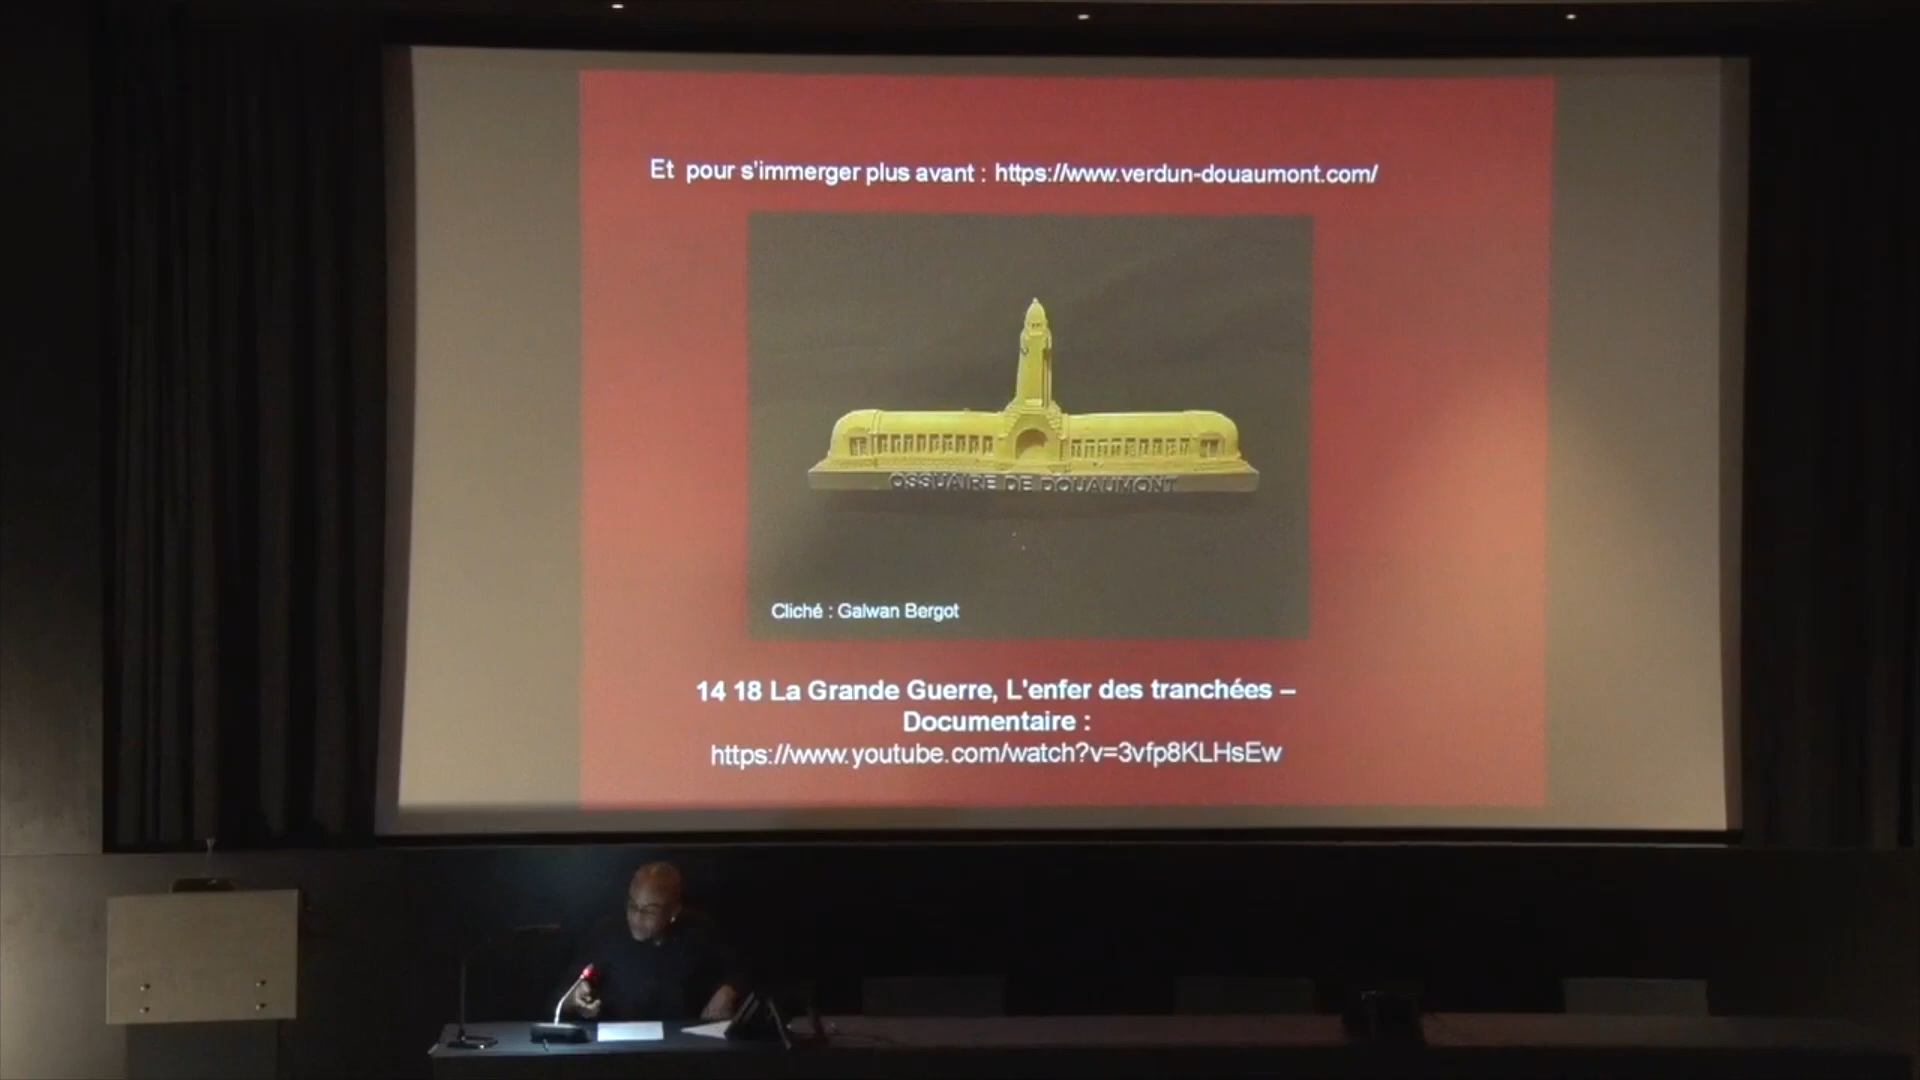 Et pour s'immerger plus avant : https://www.verdun-douaumont.com/
OSSUAIRE DE DOUAUMONT
Cliché : Galwan Bergot
14 18 La Grande Guerre, L'enfer des tranchées –
Documentaire :
https://www.youtube.com/watch?v=3vfp8KLHsEw